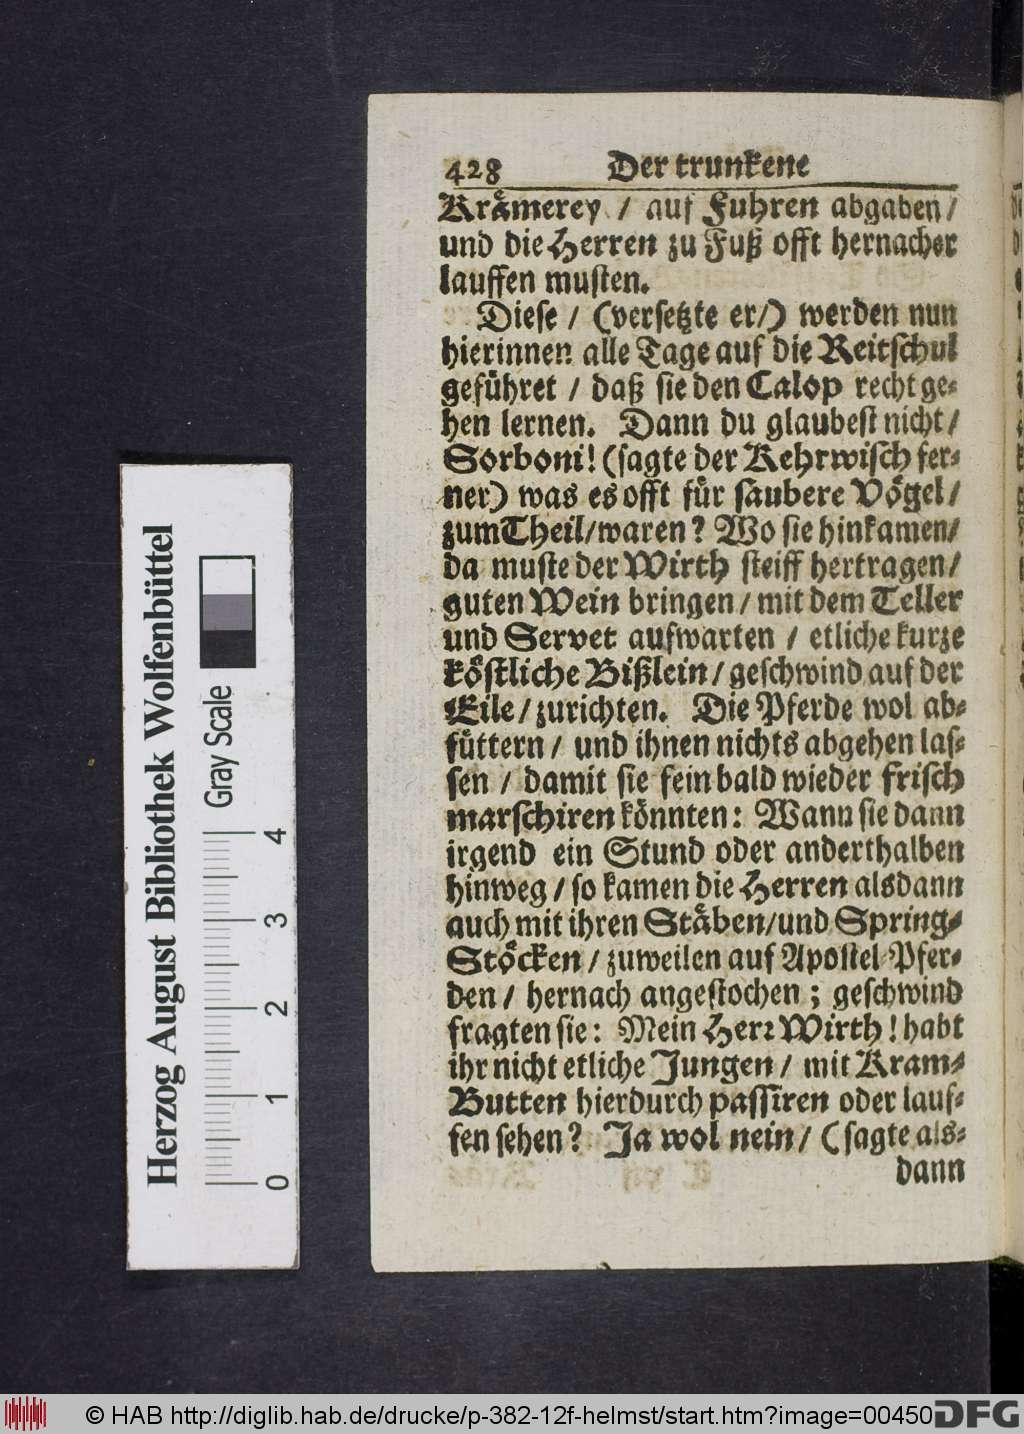 428 Der trunkene
Kraͤmerey / auf Fuhren abgaben /
und die Herren zu Fuß offt hernacher
lauffen musten.
Diese / (versetzte er /) werden nun
hierinnen alle Tage auf die Reitschul
geführet / daß sie den Calop recht ge-
hen lernen. Dann du glaubest nicht /
Sorboni! (sagte der Kehrwisch fer-
ner) was es offt für saubere Vögel /
zum Theil / waren? Wo sie hinkamen /
da muste der Wirth steiff hertragen /
guten Wein bringen / mit dem Teller
und Servet aufwarten / etliche kurze
köstliche Bißlein / geschwind auf der
Eile / zurichten. Die Pferde wol ab-
füttern / und ihnen nichts abgehen las-
sen / damit sie fein bald wieder frisch
marschiren könnten: Wann sie dann
irgend ein Stund oder anderthalben
hinweg / so kamen die Herren alsdann
auch mit ihren Staͤben / und Spring-
Stoͤcken / zuweilen auf Apostel-Pfer-
den / hernach angestochen; geschwind
fragten sie: Mein Herr Wirth! habt
ihr nicht etliche Jungen / mit Kram-
Butten hierdurch passiren oder lauf-
fen sehen? Ja wol nein / (sagte als-
dann
Herzog August Bibliothek Wolfenbüttel
Gray Scale
0 1 2 3 4
© HAB http://diglib.hab.de/drucke/p-382-12f-helmst/start.htm?image=00450
DFG